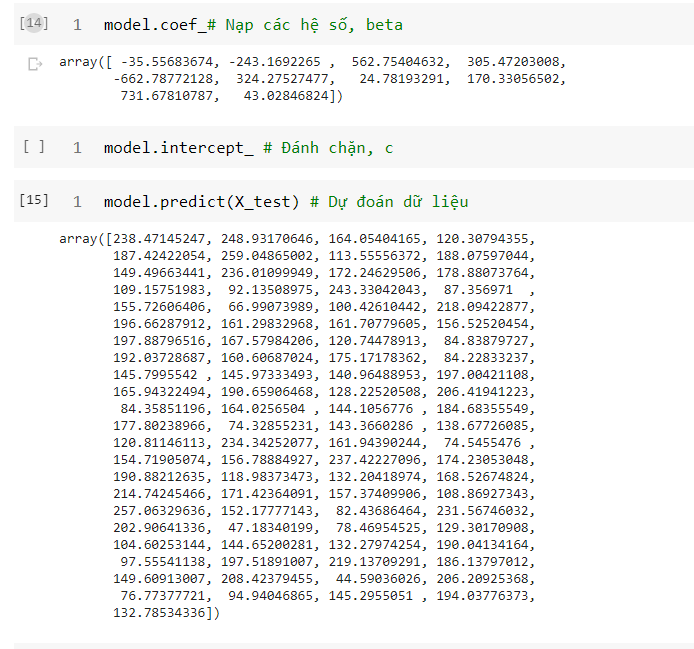 [14] 1 model.coef_# Nạp các hệ số, beta
array([ -35.55683674, -243.1692265 , 562.75404632, 305.47203008,
-662.78772128, 324.27527477, 24.78193291, 170.33056502,
731.67810787, 43.02846824])
[ ] 1 model.intercept_ # Đánh chặn, c
[15] 1 model.predict(X_test) # Dự đoán dữ liệu
array([238.47145247, 248.93170646, 164.05404165, 120.30794355,
187.42422054, 259.04865002, 113.55556372, 188.07597044,
149.49663441, 236.01099949, 172.24629506, 178.88073764,
109.15751983, 92.13508975, 243.33042043, 87.356971 ,
155.72606406, 66.99073989, 100.42610442, 218.09422877,
196.66287912, 161.29832968, 161.70779605, 156.52520454,
197.88796516, 167.57984206, 120.74478913, 84.83879727,
192.03728687, 160.60687024, 175.17178362, 84.22833237,
145.7995542 , 145.97333493, 140.96488953, 197.00421108,
165.94322494, 190.65906468, 128.22520508, 206.41941223,
84.35851196, 164.0256504 , 144.1056776 , 184.68355549,
177.80238966, 74.32855231, 143.3660286 , 138.67726085,
120.81146113, 234.34252077, 161.94390244, 74.5455476 ,
154.71905074, 156.78884927, 237.42227096, 174.23053048,
190.88212635, 118.98373473, 132.20418974, 168.52674824,
214.74245466, 171.42364091, 157.37409906, 108.86927343,
257.06329636, 152.17777143, 82.43686464, 231.56746032,
202.90641336, 47.18340199, 78.46954525, 129.30170908,
104.60253144, 144.65200281, 132.27974254, 190.04134164,
97.55541138, 197.51891007, 219.13709291, 186.13797012,
149.60913007, 208.42379455, 44.59036026, 206.20925368,
76.77377721, 94.94046865, 145.2955051 , 194.03776373,
132.78534336])